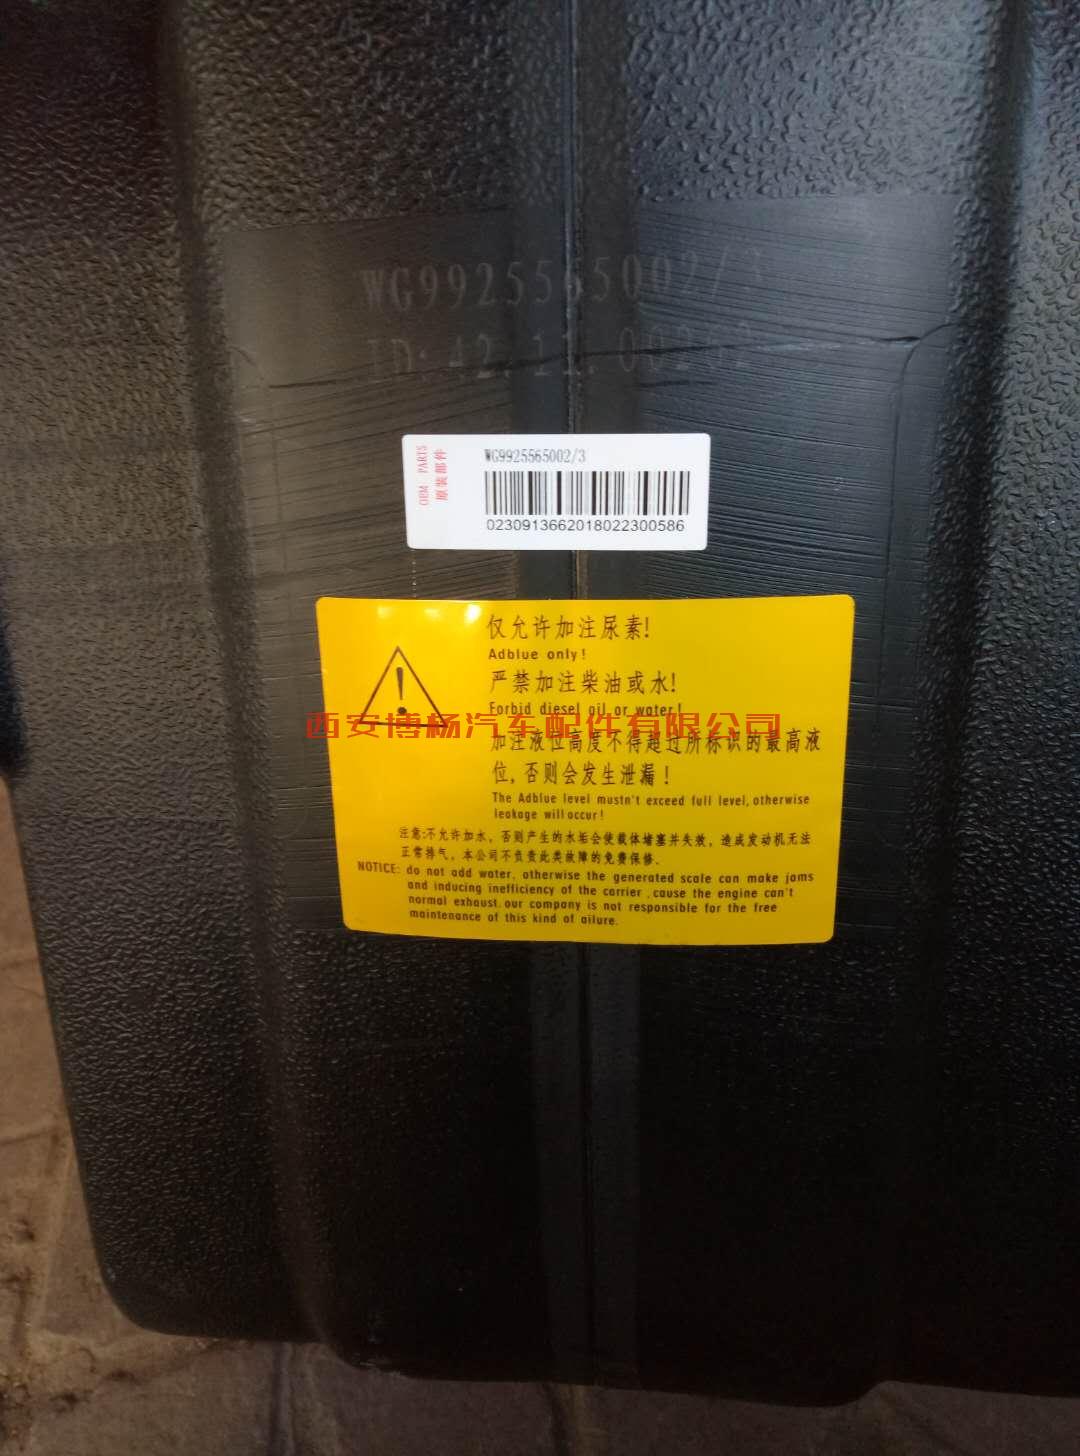 WG9925565002/3
ID:42.11.00202
OEM PARTS
原装部件
WG9925565002/3
0230913662018022300586
仅允许加注尿素!
Adblue only!
严禁加注柴油或水!
Forbid diesel oil or water!
西安博杨汽车配件有限公司
加注液位高度不得超过所标识的最高液
位,否则会发生泄漏!
The Adblue level mustn't exceed full level,otherwise
leakage will occur!
注意:不允许加水，否则产生的水垢会使载体堵塞并失效，造成发动机无法
正常排气，本公司不负责此类故障的免费保修.
NOTICE: do not add water, otherwise the generated scale can make jams
and inducing inefficiency of the carrier ,cause the engine can't
normal exhaust. our company is not responsible for the free
maintenance of this kind of ailure.